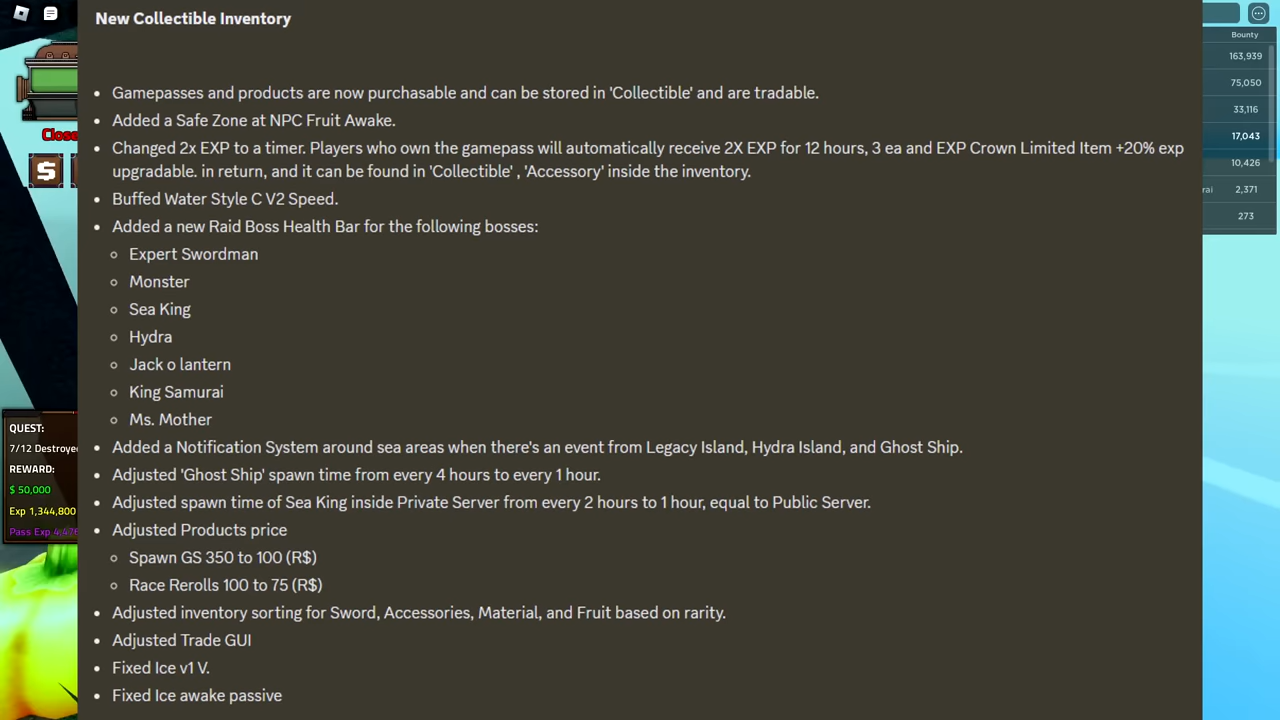 New Collectible Inventory
Bounty
163,939
75,050
33,116
17,043
10,426
2,371
273
Close
$
• Gamepasses and products are now purchasable and can be stored in 'Collectible' and are tradable.
• Added a Safe Zone at NPC Fruit Awake.
• Changed 2x EXP to a timer. Players who own the gamepass will automatically receive 2X EXP for 12 hours, 3 ea and EXP Crown Limited Item +20% exp
upgradable. in return, and it can be found in 'Collectible' , 'Accessory' inside the inventory.
• Buffed Water Style C V2 Speed.
• Added a new Raid Boss Health Bar for the following bosses:
○ Expert Swordman
○ Monster
○ Sea King
○ Hydra
○ Jack o lantern
○ King Samurai
○ Ms. Mother
• Added a Notification System around sea areas when there's an event from Legacy Island, Hydra Island, and Ghost Ship.
• Adjusted 'Ghost Ship' spawn time from every 4 hours to every 1 hour.
• Adjusted spawn time of Sea King inside Private Server from every 2 hours to 1 hour, equal to Public Server.
• Adjusted Products price
○ Spawn GS 350 to 100 (R$)
○ Race Rerolls 100 to 75 (R$)
• Adjusted inventory sorting for Sword, Accessories, Material, and Fruit based on rarity.
• Adjusted Trade GUI
• Fixed Ice v1 V.
• Fixed Ice awake passive
QUEST:
7/12 Destroye
REWARD:
$ 50,000
Exp 1,344,800
Pass Exp 4,476